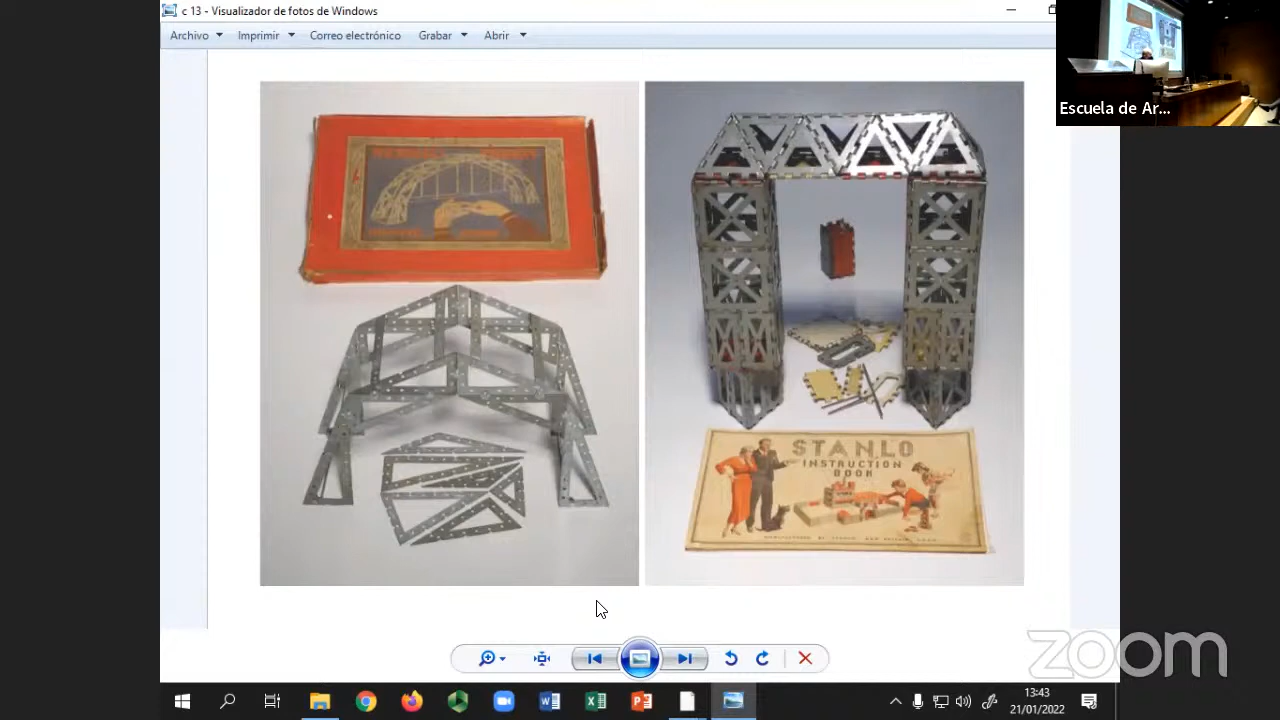 c 13 - Visualizador de fotos de Windows
Archivo Imprimir Correo electrónico Grabar Abrir
Escuela de Ar...
STANLO
INSTRUCTION
BOOK
zoom
13:43
21/01/2022